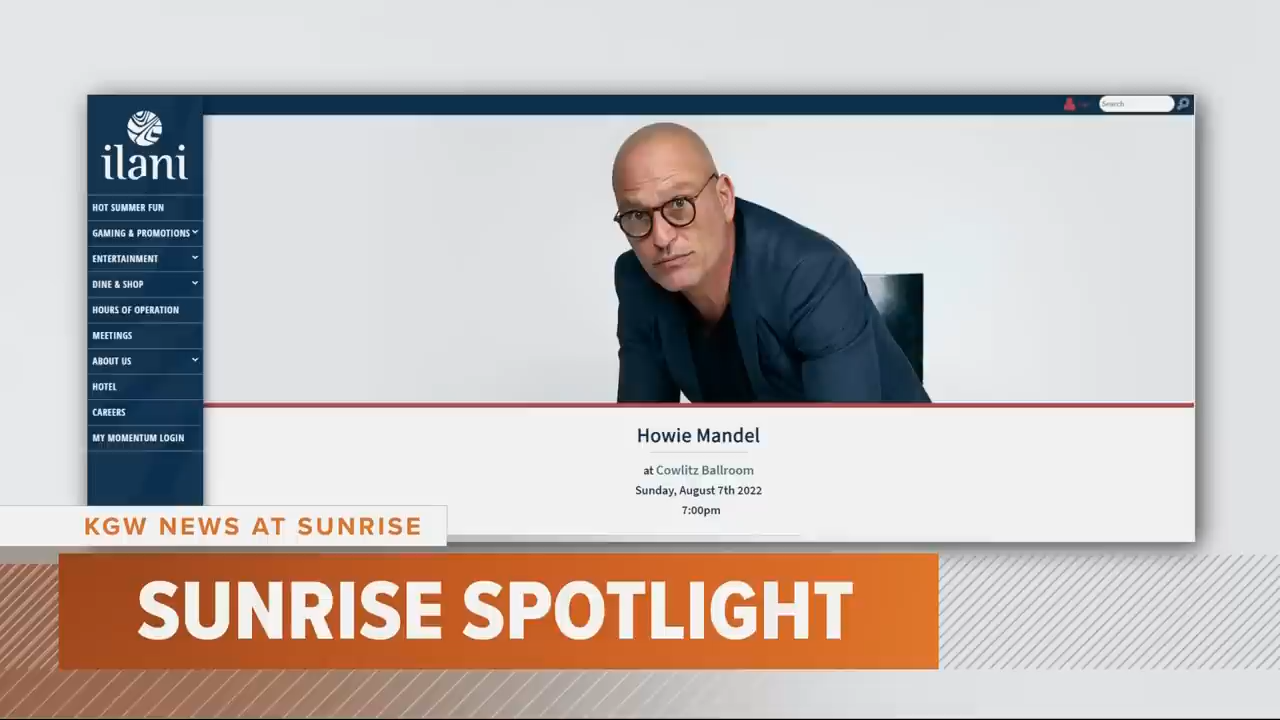 Search
ilani
HOT SUMMER FUN
GAMING & PROMOTIONS
ENTERTAINMENT
DINE & SHOP
HOURS OF OPERATION
MEETINGS
ABOUT US
HOTEL
CAREERS
MY MOMENTUM LOGIN
Howie Mandel
at Cowlitz Ballroom
Sunday, August 7th 2022
7:00pm
KGW NEWS AT SUNRISE
SUNRISE SPOTLIGHT